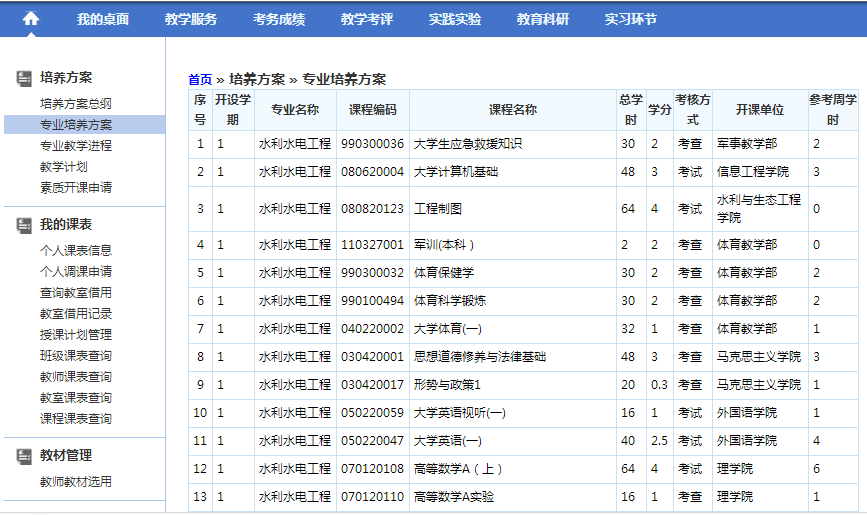 我的桌面 教学服务 考务成绩 教学考评 实践实验 教育科研 实习环节
培养方案
培养方案总纲
专业培养方案
专业教学进程
教学计划
素质开课申请
我的课表
个人课表信息
个人调课申请
查询教室借用
教室借用记录
授课计划管理
班级课表查询
教师课表查询
教室课表查询
课程课表查询
教材管理
教师教材选用
首页 » 培养方案 » 专业培养方案
序号 开设学期 专业名称 课程编码 课程名称 总学时 学分 考核方式 开课单位 参考周学时
1 1 水利水电工程 990300036 大学生应急救援知识 30 2 考查 军事教学部 2
2 1 水利水电工程 080620004 大学计算机基础 48 3 考试 信息工程学院 3
3 1 水利水电工程 080820123 工程制图 64 4 考试 水利与生态工程学院 0
4 1 水利水电工程 110327001 军训(本科) 2 2 考查 体育教学部 0
5 1 水利水电工程 990300032 体育保健学 30 2 考查 体育教学部 2
6 1 水利水电工程 990100494 体育科学锻炼 30 2 考查 体育教学部 2
7 1 水利水电工程 040220002 大学体育(一) 32 1 考查 体育教学部 1
8 1 水利水电工程 030420001 思想道德修养与法律基础 48 3 考查 马克思主义学院 3
9 1 水利水电工程 030420017 形势与政策1 20 0.3 考查 马克思主义学院 1
10 1 水利水电工程 050220059 大学英语视听(一) 16 1 考试 外国语学院 1
11 1 水利水电工程 050220047 大学英语(一) 40 2.5 考试 外国语学院 4
12 1 水利水电工程 070120108 高等数学A（上） 64 4 考试 理学院 6
13 1 水利水电工程 070120110 高等数学A实验 16 1 考查 理学院 1